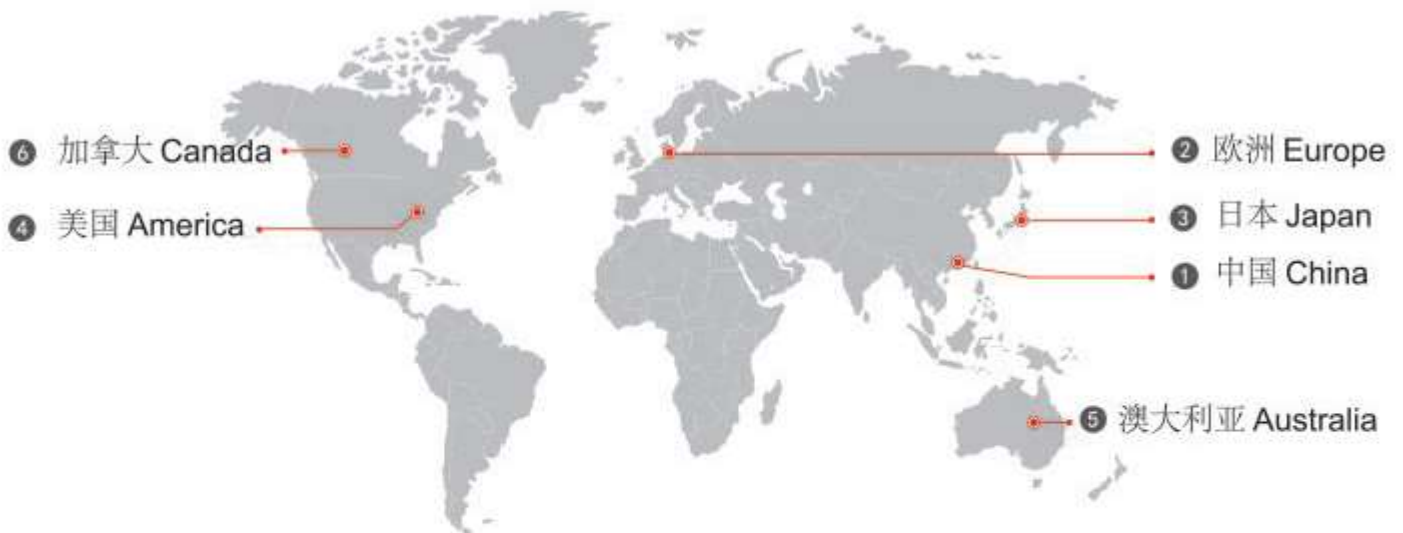 ❻ 加拿大 Canada
❷ 欧洲 Europe
❹ 美国 America
❸ 日本 Japan
❶ 中国 China
❺ 澳大利亚 Australia